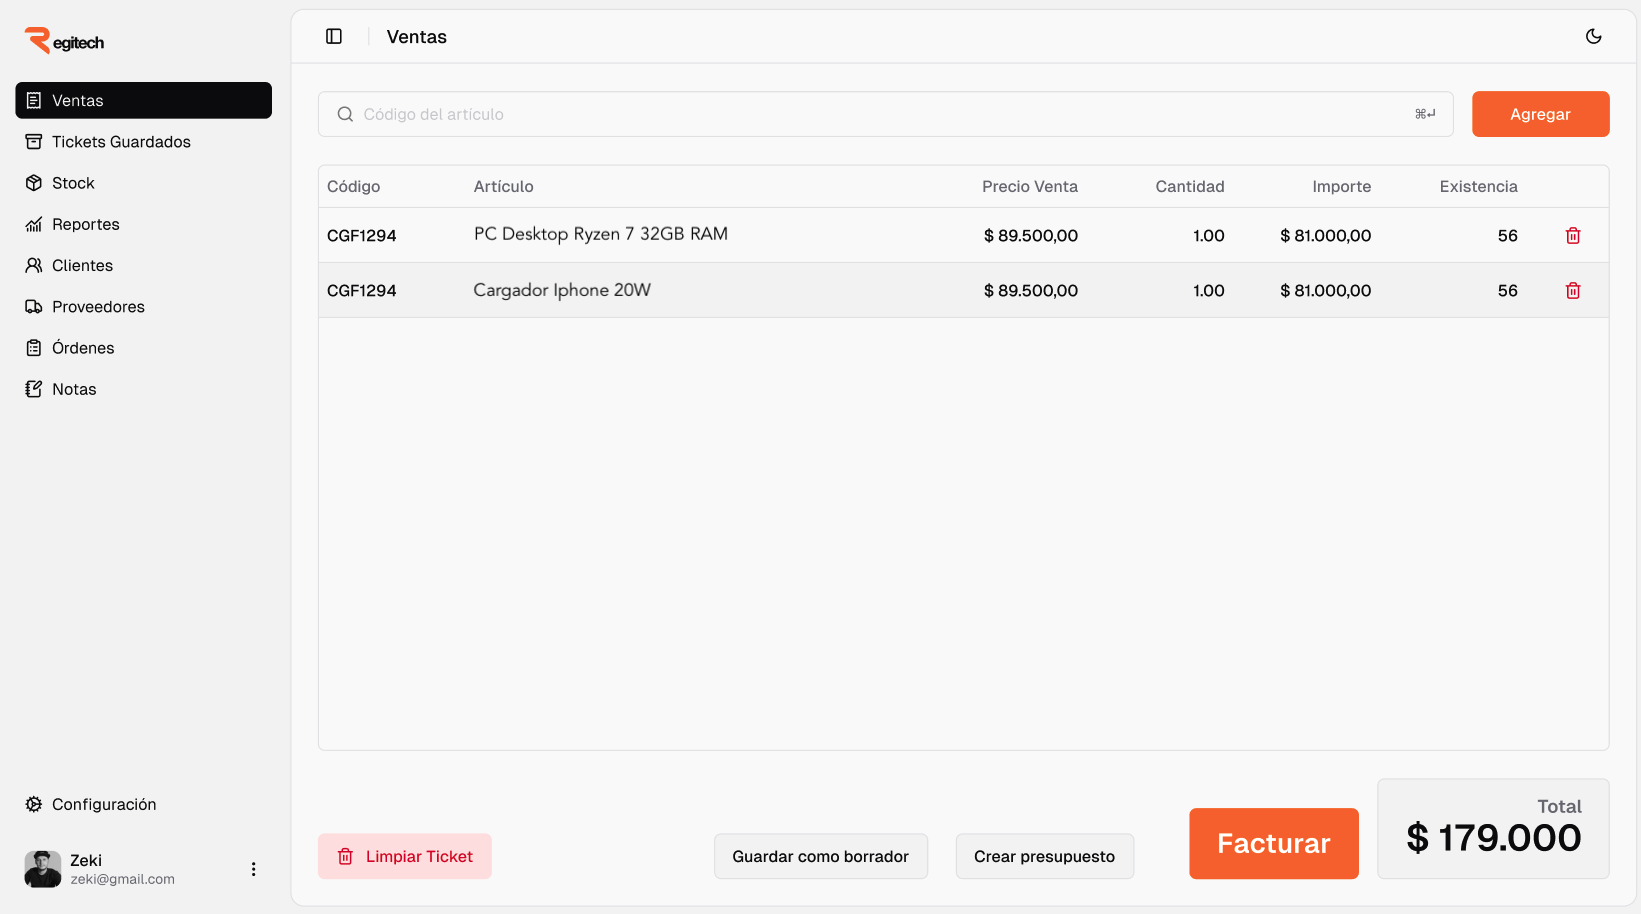 Regitech
Ventas
Tickets Guardados
Stock
Reportes
Clientes
Proveedores
Órdenes
Notas
Configuración
Zeki
zeki@gmail.com
Ventas
Código del artículo ⌘↵
Agregar
Código Artículo Precio Venta Cantidad Importe Existencia
CGF1294 PC Desktop Ryzen 7 32GB RAM $ 89.500,00 1.00 $ 81.000,00 56
CGF1294 Cargador Iphone 20W $ 89.500,00 1.00 $ 81.000,00 56
Limpiar Ticket
Guardar como borrador
Crear presupuesto
Facturar
Total
$ 179.000